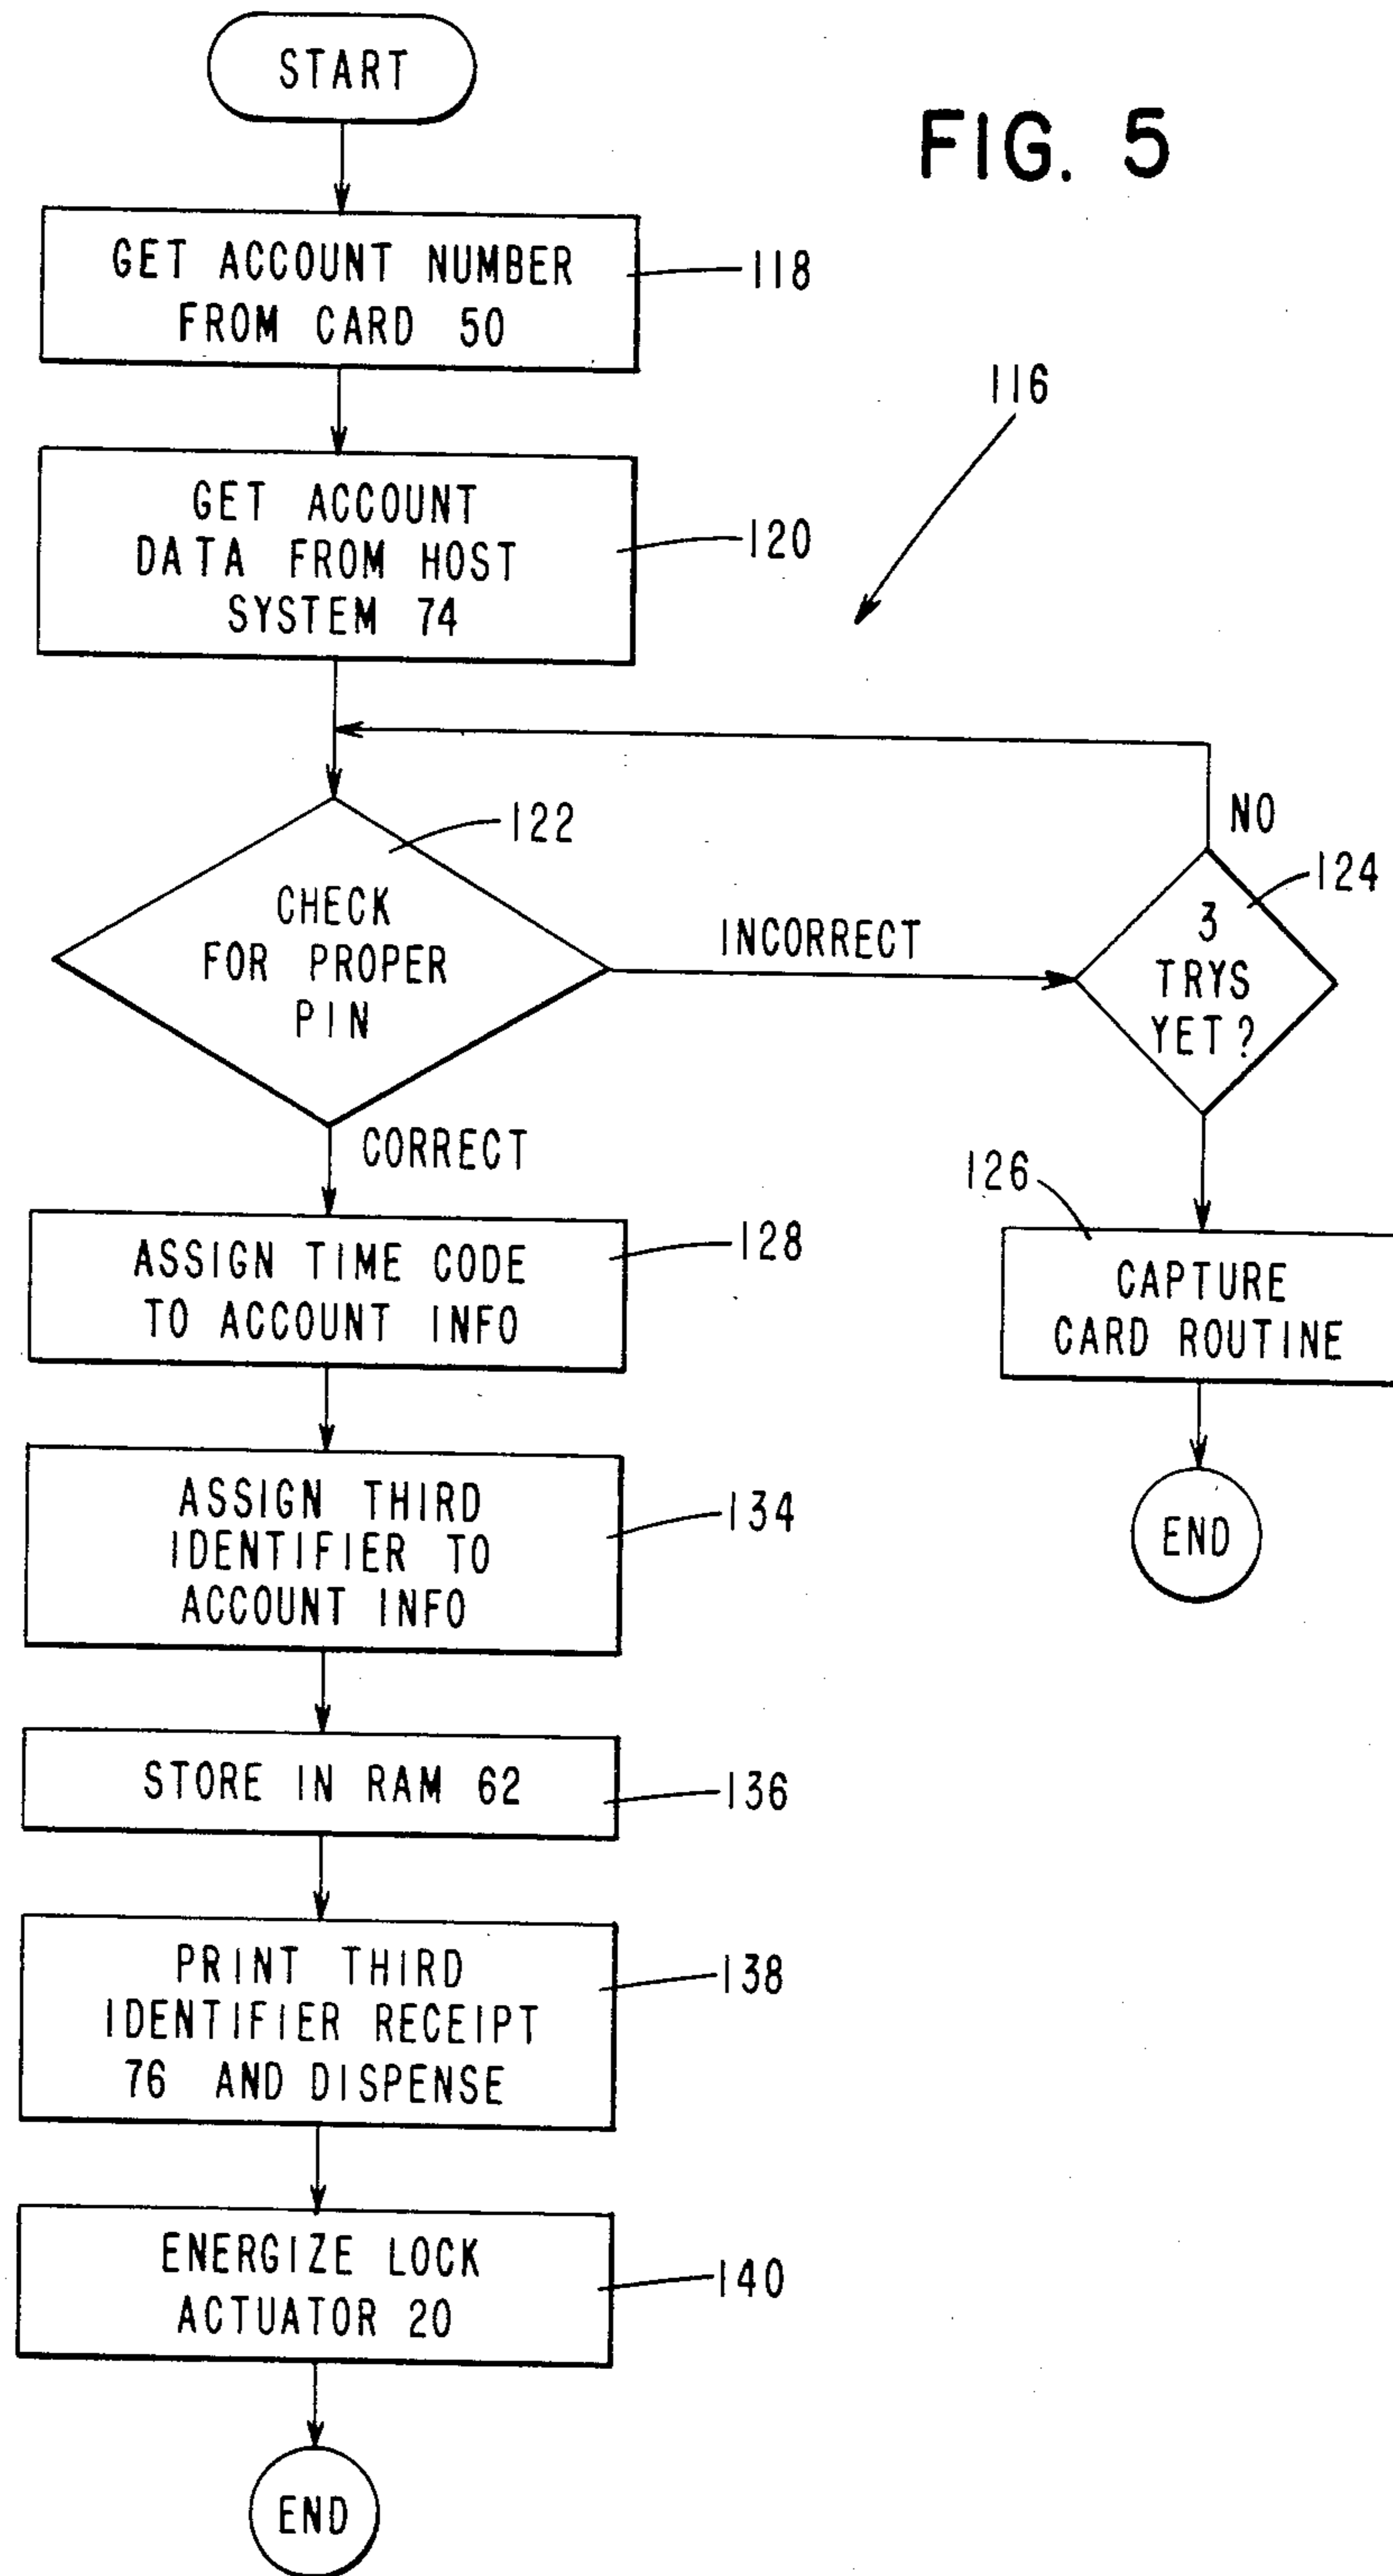 START
FIG. 5
GET ACCOUNT NUMBER
FROM CARD 50
118
116
GET ACCOUNT
DATA FROM HOST
SYSTEM 74
120
122
CHECK
FOR PROPER
PIN
INCORRECT
NO
124
3
TRYS
YET?
CORRECT
126
CAPTURE
CARD ROUTINE
END
ASSIGN TIME CODE
TO ACCOUNT INFO
128
ASSIGN THIRD
IDENTIFIER TO
ACCOUNT INFO
134
STORE IN RAM 62
136
PRINT THIRD
IDENTIFIER RECEIPT
76 AND DISPENSE
138
ENERGIZE LOCK
ACTUATOR 20
140
END